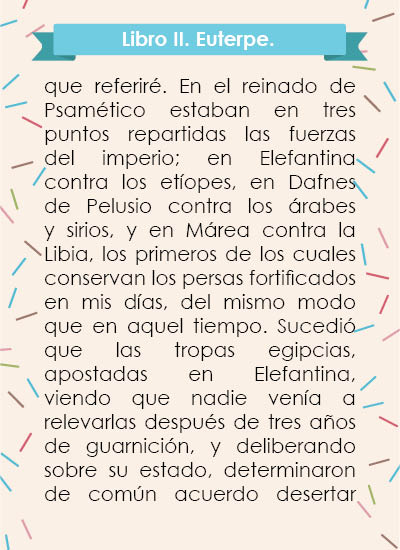 Libro II. Euterpe.
que referiré. En el reinado de
Psamético estaban en tres
puntos repartidas las fuerzas
del imperio; en Elefantina
contra los etíopes, en Dafnes
de Pelusio contra los árabes
y sirios, y en Márea contra la
Libia, los primeros de los cuales
conservan los persas fortificados
en mis días, del mismo modo
que en aquel tiempo. Sucedió
que las tropas egipcias,
apostadas en Elefantina,
viendo que nadie venía a
relevarlas después de tres años
de guarnición, y deliberando
sobre su estado, determinaron
de común acuerdo desertar